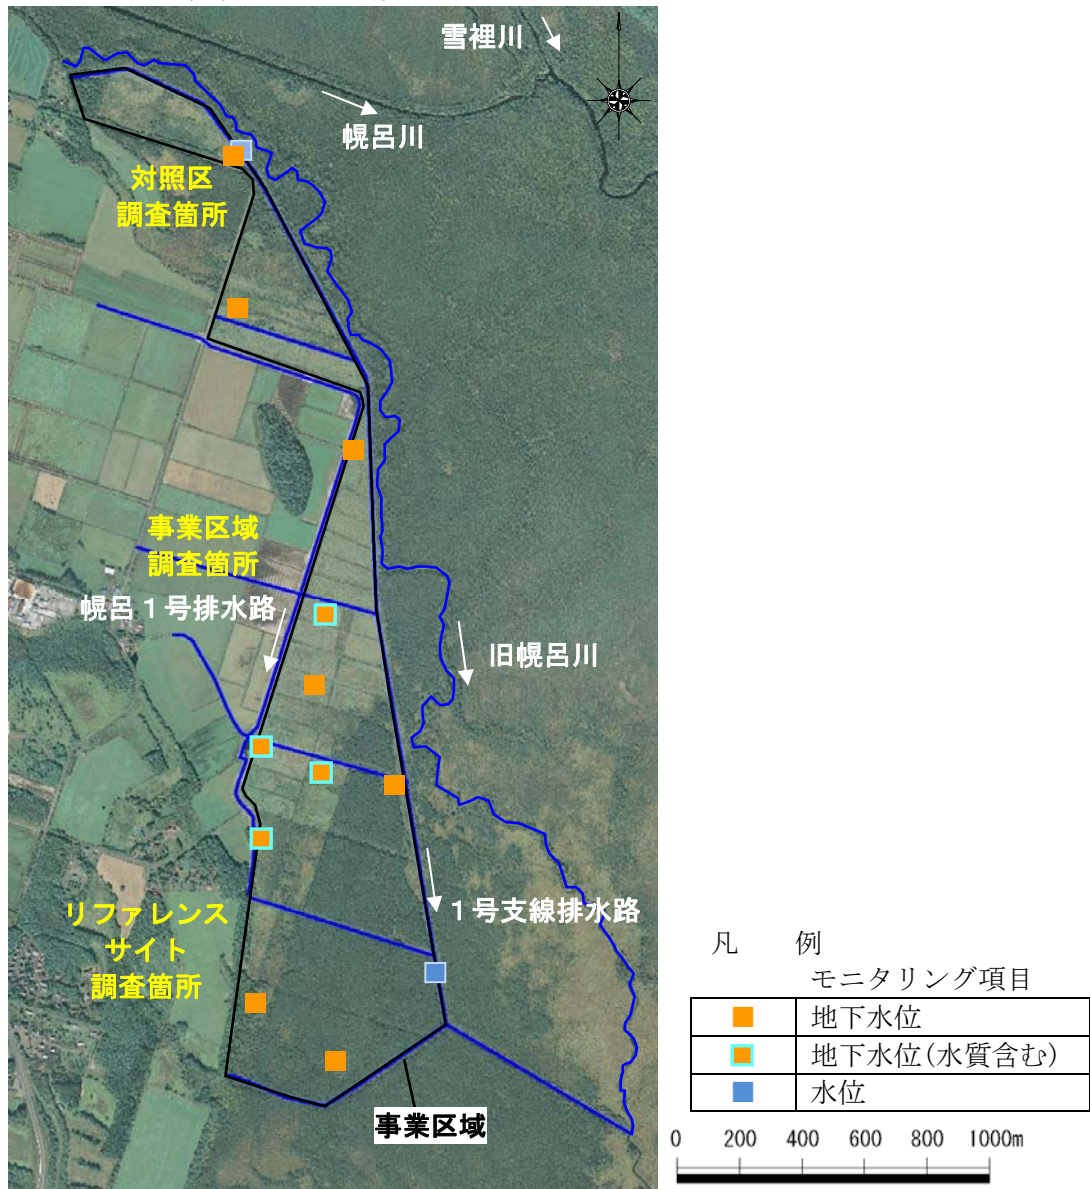 雪裡川
幌呂川
対照区
調査箇所
事業区域
調査箇所
幌呂１号排水路
旧幌呂川
リファレンス
サイト
調査箇所
１号支線排水路
事業区域
凡　例
モニタリング項目
地下水位
地下水位(水質含む)
水位
0 200 400 600 800 1000m